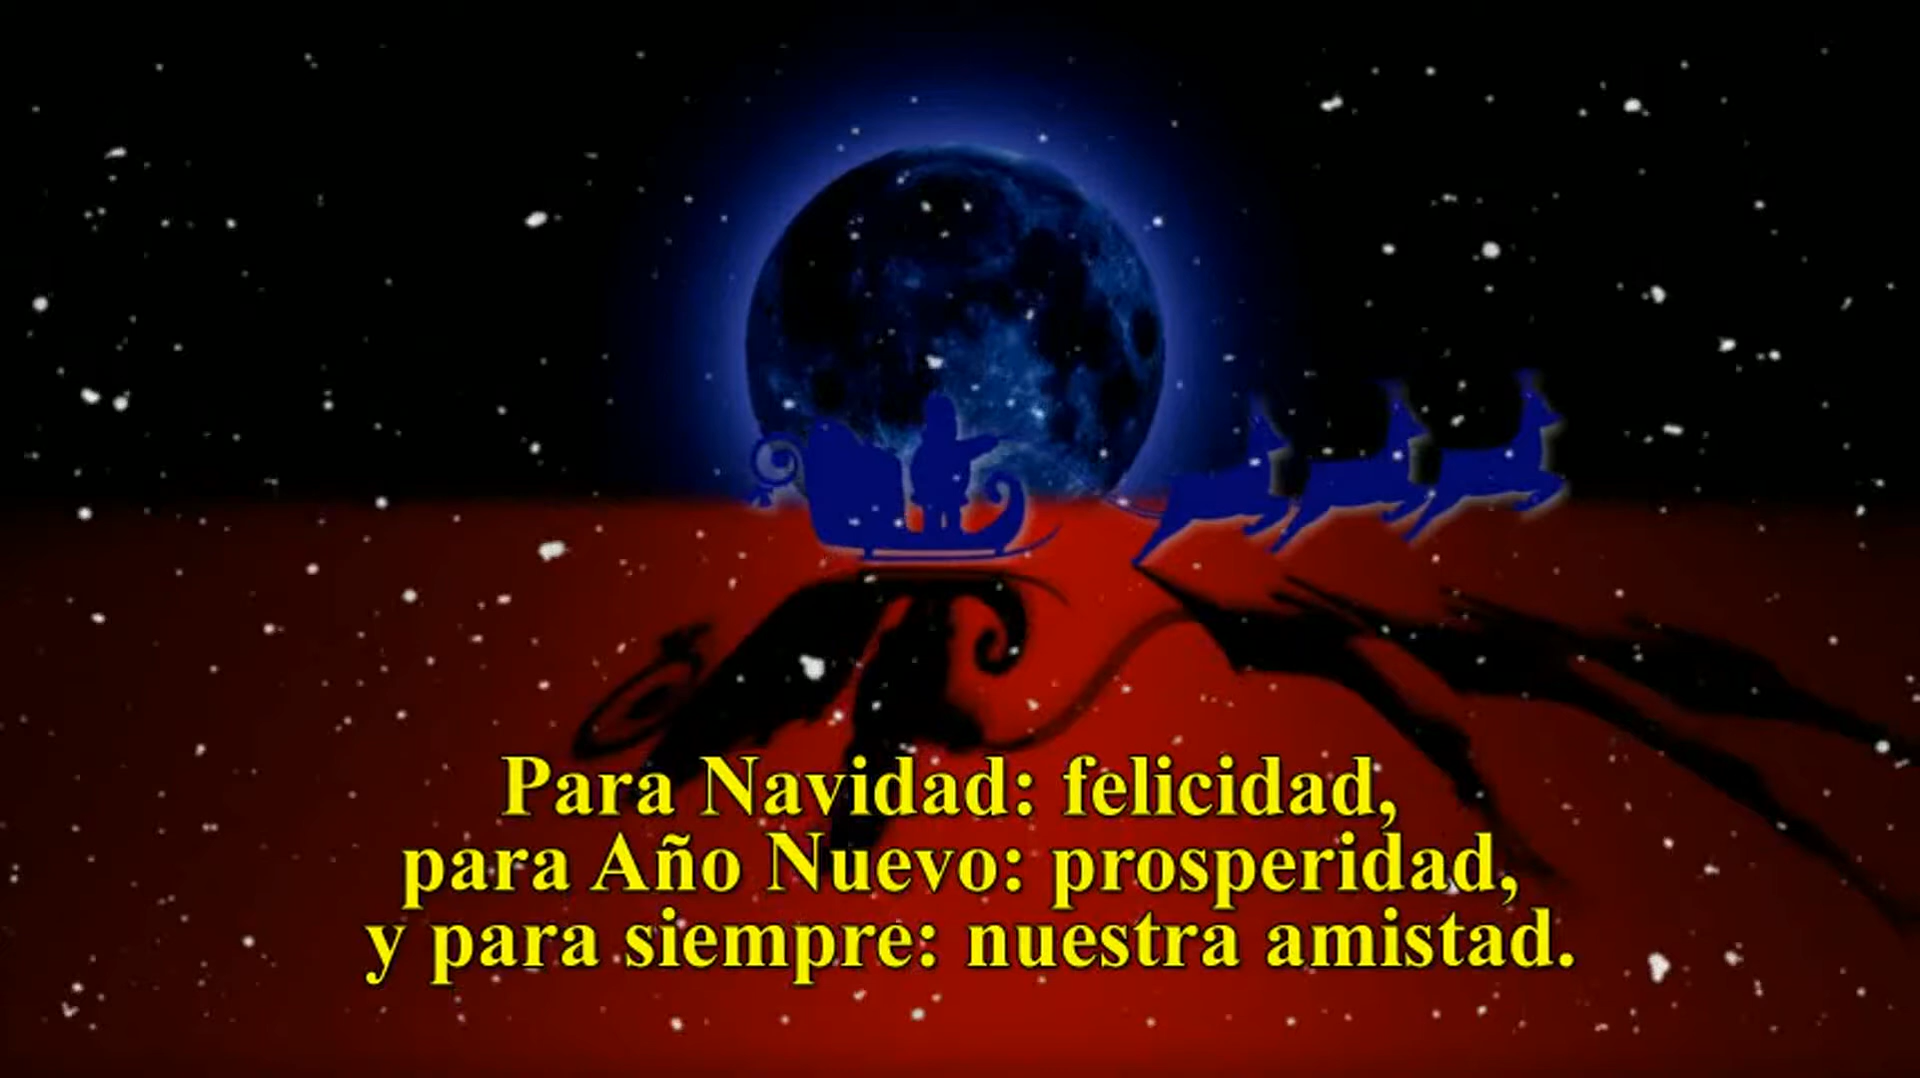 Para Navidad: felicidad,
para Año Nuevo: prosperidad,
y para siempre: nuestra amistad.